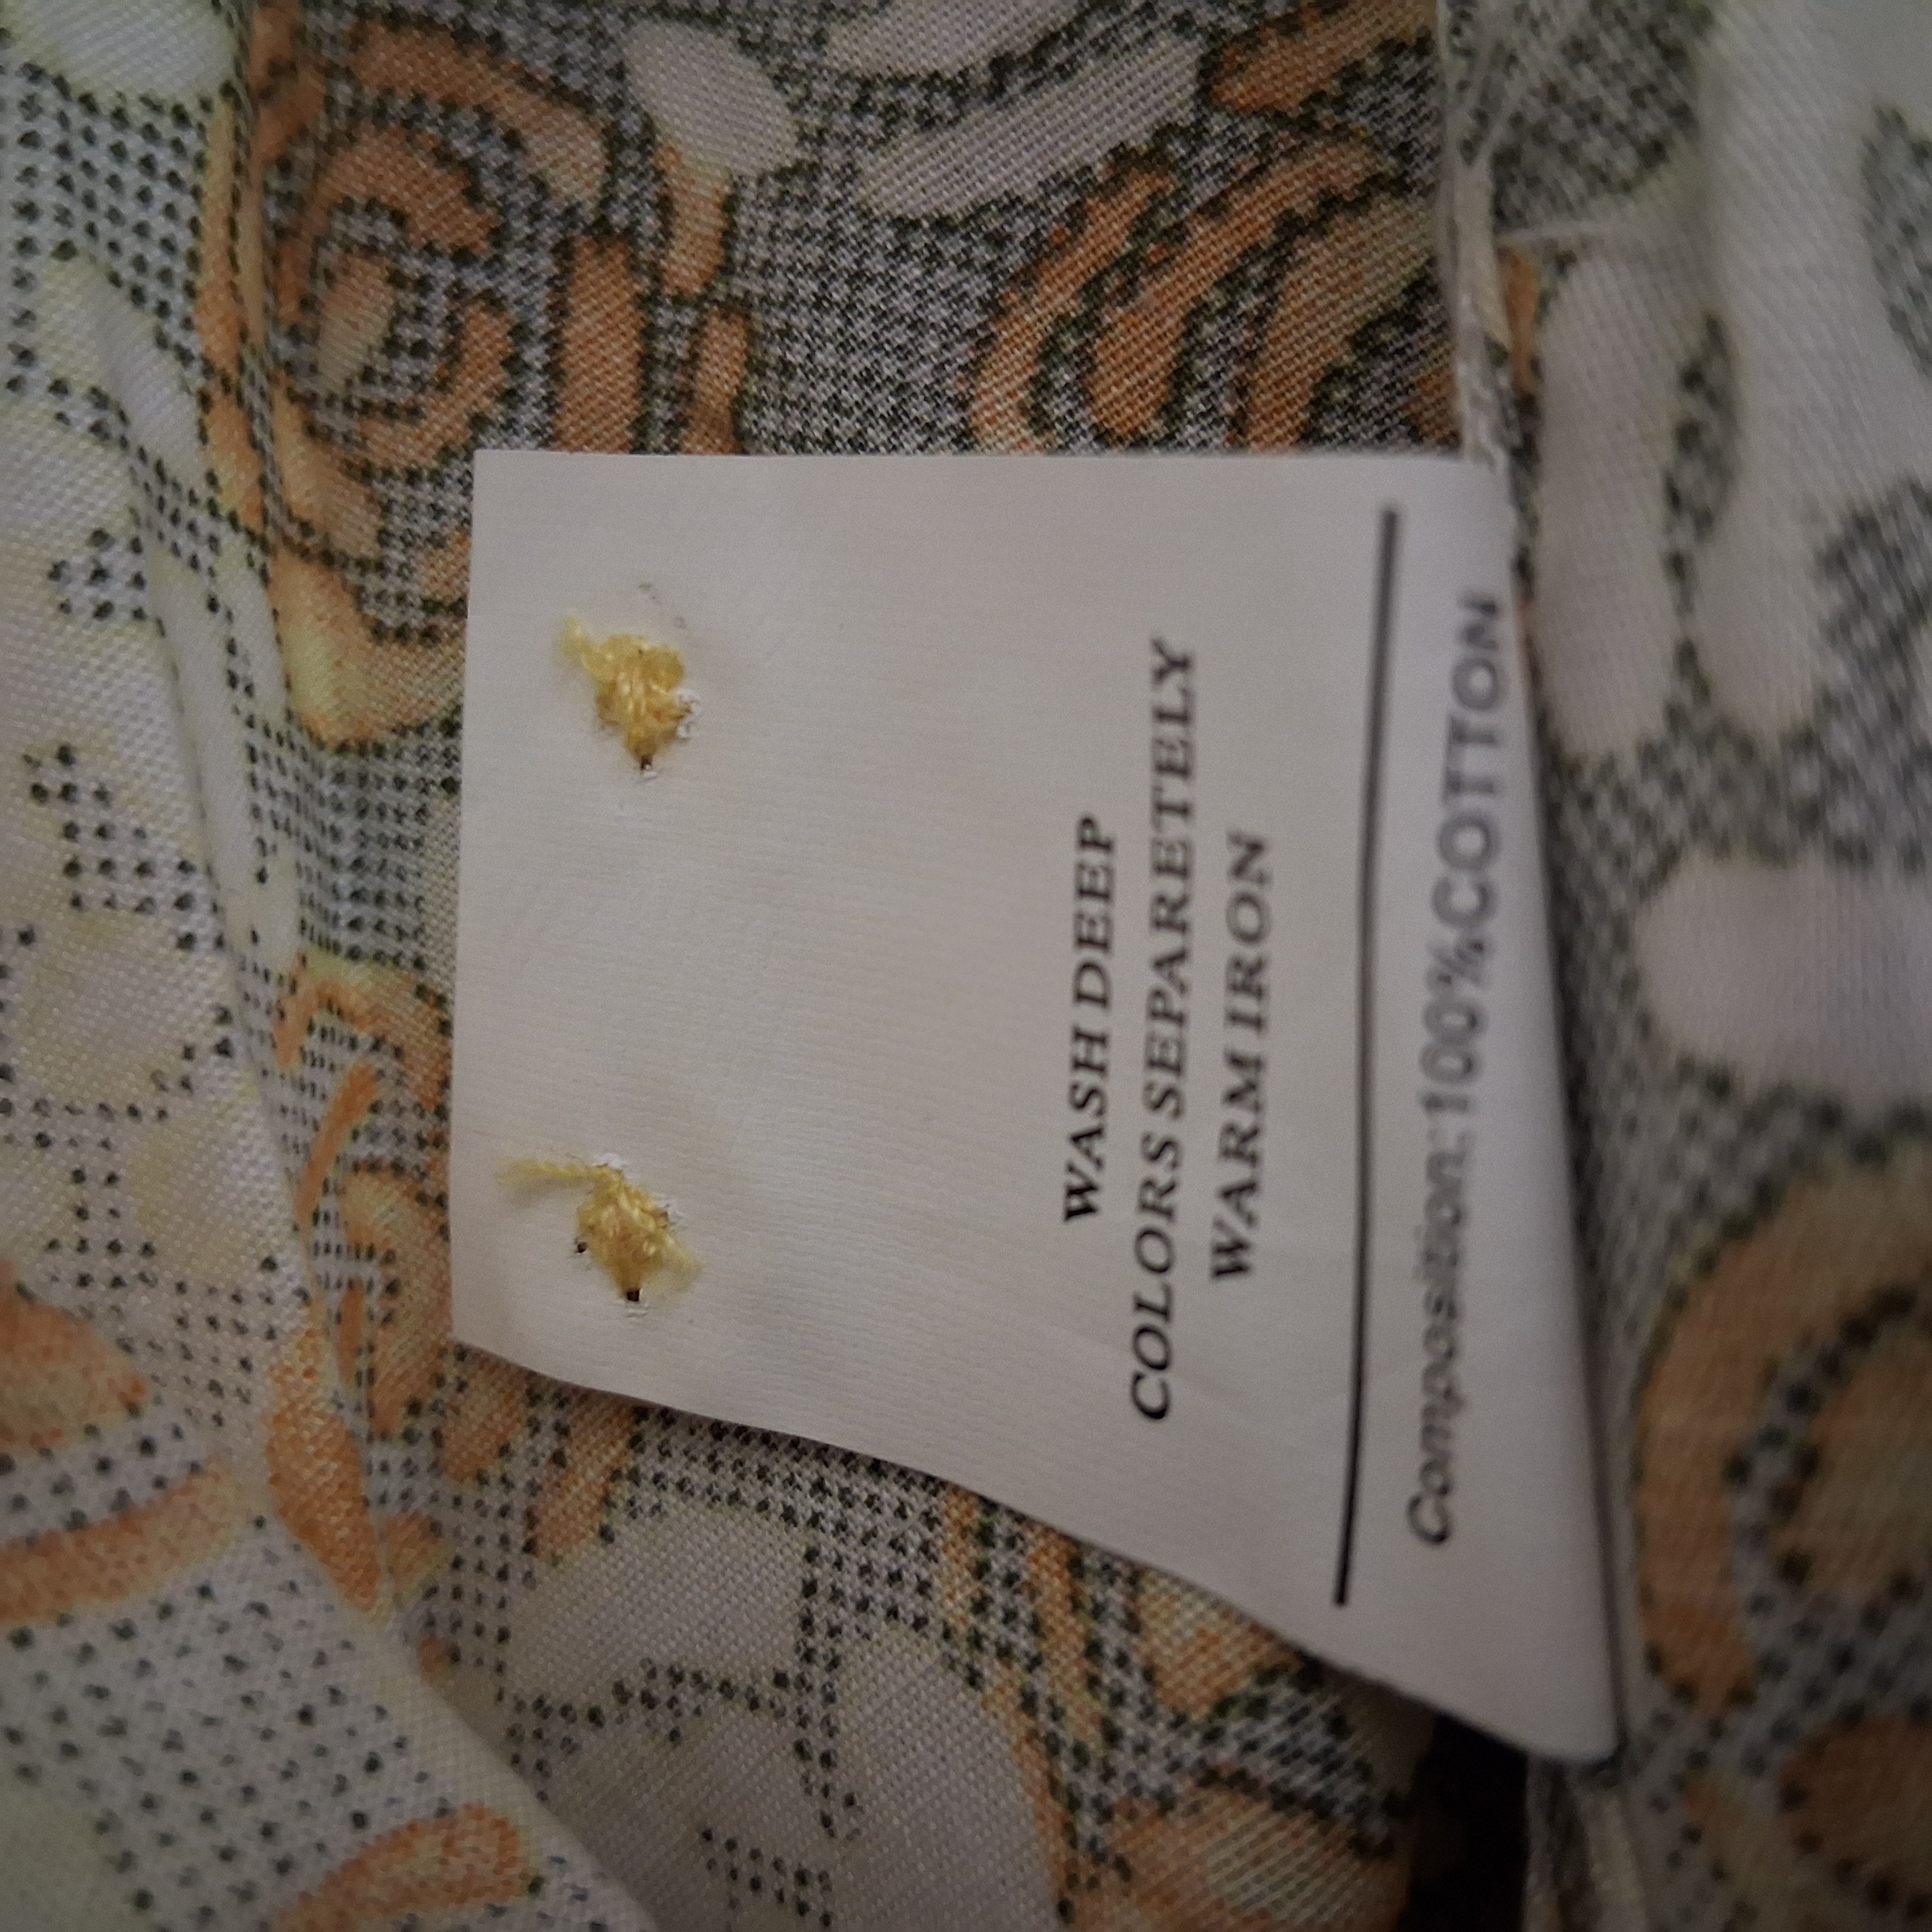 WASH DEEP
COLORS SEPARETELY
WARM IRON
Composition:100%COTTON